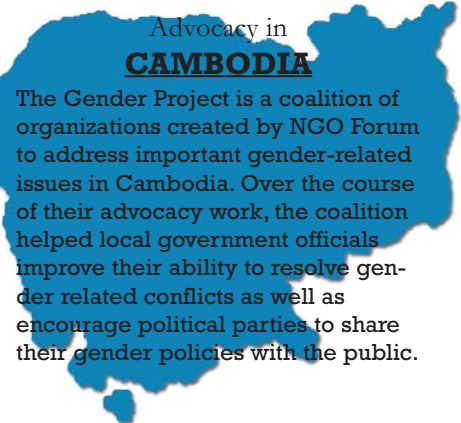 Advocacy in
CAMBODIA
The Gender Project is a coalition of
organizations created by NGO Forum
to address important gender-related
issues in Cambodia. Over the course
of their advocacy work, the coalition
helped local government officials
improve their ability to resolve gen-
der related conflicts as well as
encourage political parties to share
their gender policies with the public.